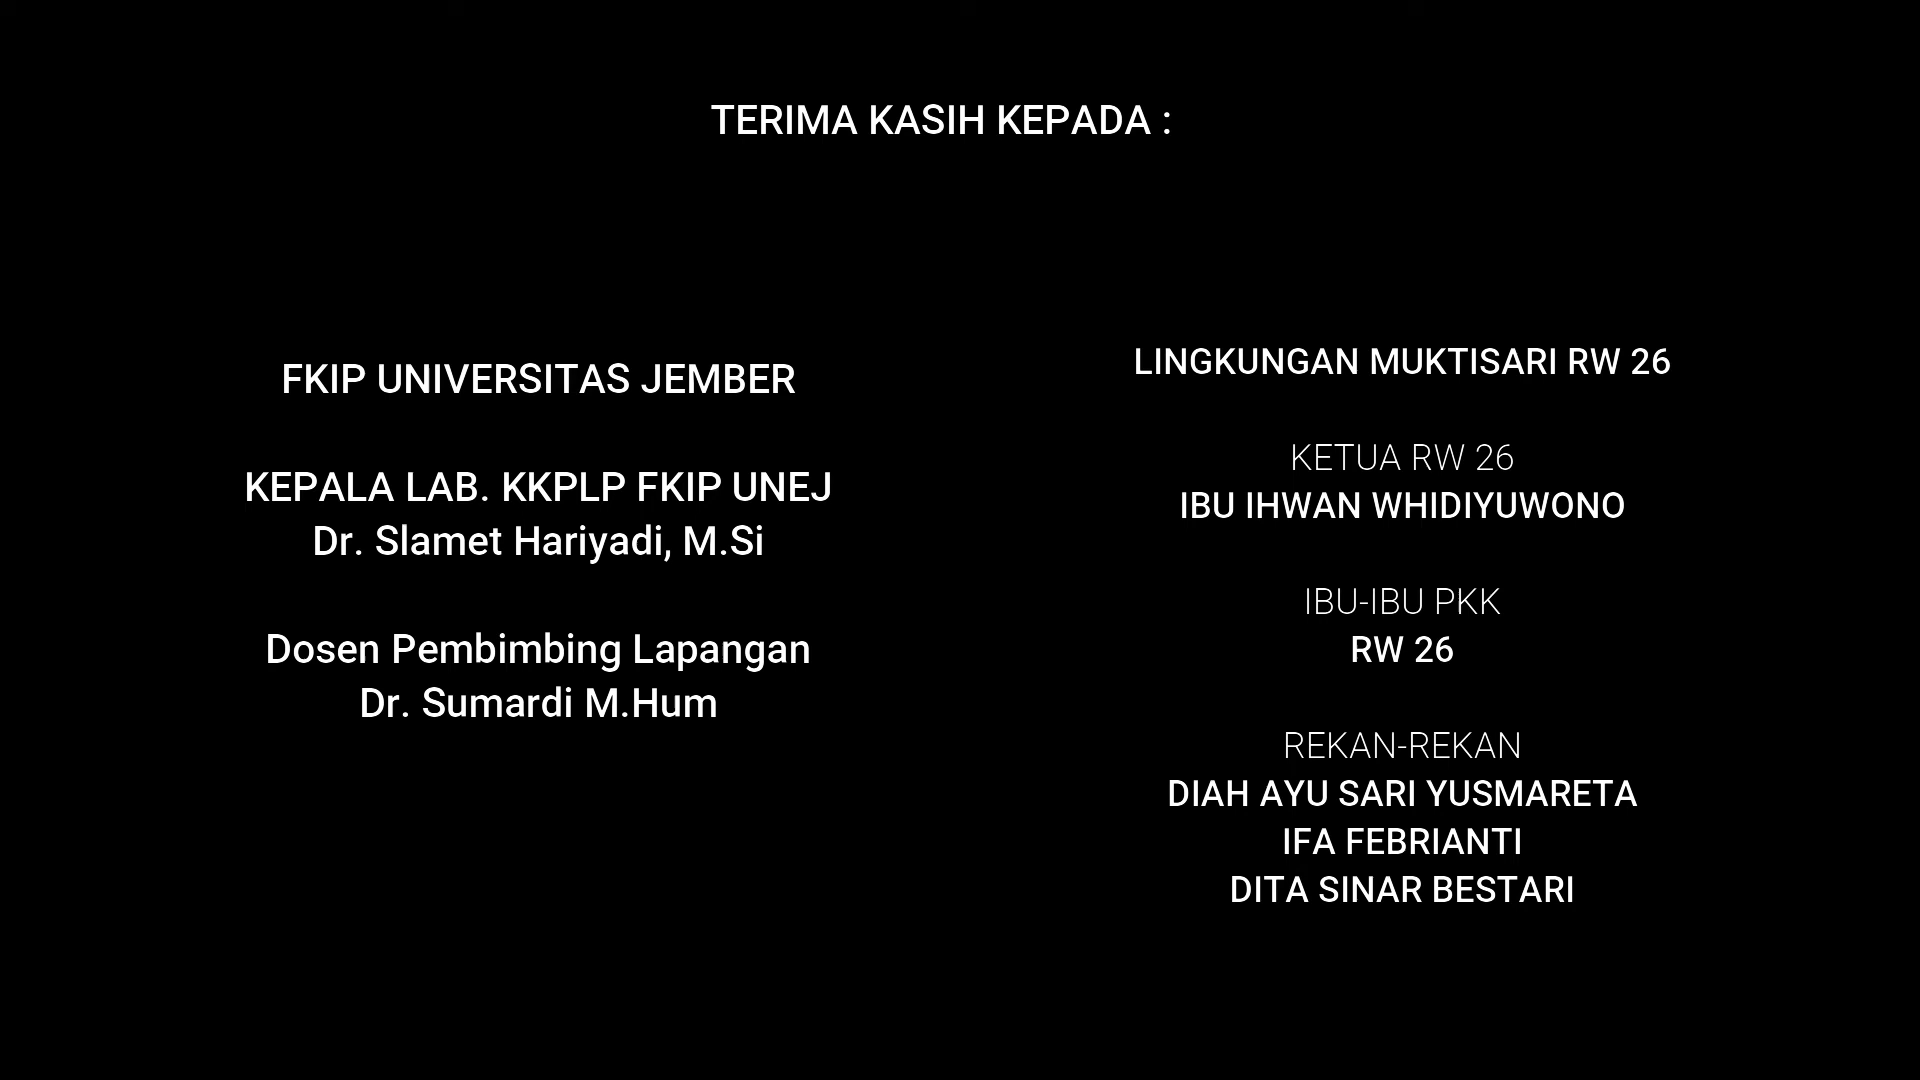 TERIMA KASIH KEPADA :
FKIP UNIVERSITAS JEMBER
KEPALA LAB. KKPLP FKIP UNEJ
Dr. Slamet Hariyadi, M.Si
Dosen Pembimbing Lapangan
Dr. Sumardi M.Hum
LINGKUNGAN MUKTISARI RW 26
KETUA RW 26
IBU IHWAN WHIDIYUWONO
IBU-IBU PKK
RW 26
REKAN-REKAN
DIAH AYU SARI YUSMARETA
IFA FEBRIANTI
DITA SINAR BESTARI